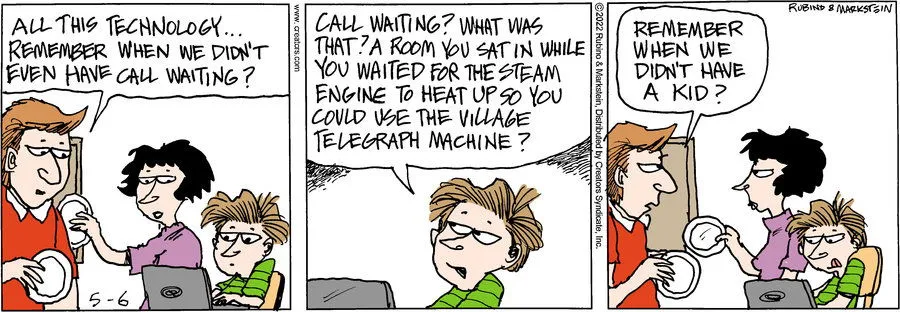 ALL THIS TECHNOLOGY...
REMEMBER WHEN WE DIDN'T
EVEN HAVE CALL WAITING?
5-6
www.creators.com
CALL WAITING? WHAT WAS
THAT? A ROOM YOU SAT IN WHILE
YOU WAITED FOR THE STEAM
ENGINE TO HEAT UP SO YOU
COULD USE THE VILLAGE
TELEGRAPH MACHINE?
©2022 Rubino & Markstein, Distributed by Creators Syndicate, Inc.
RUBINO & MARKSTEIN
REMEMBER
WHEN WE
DIDN'T HAVE
A KID?